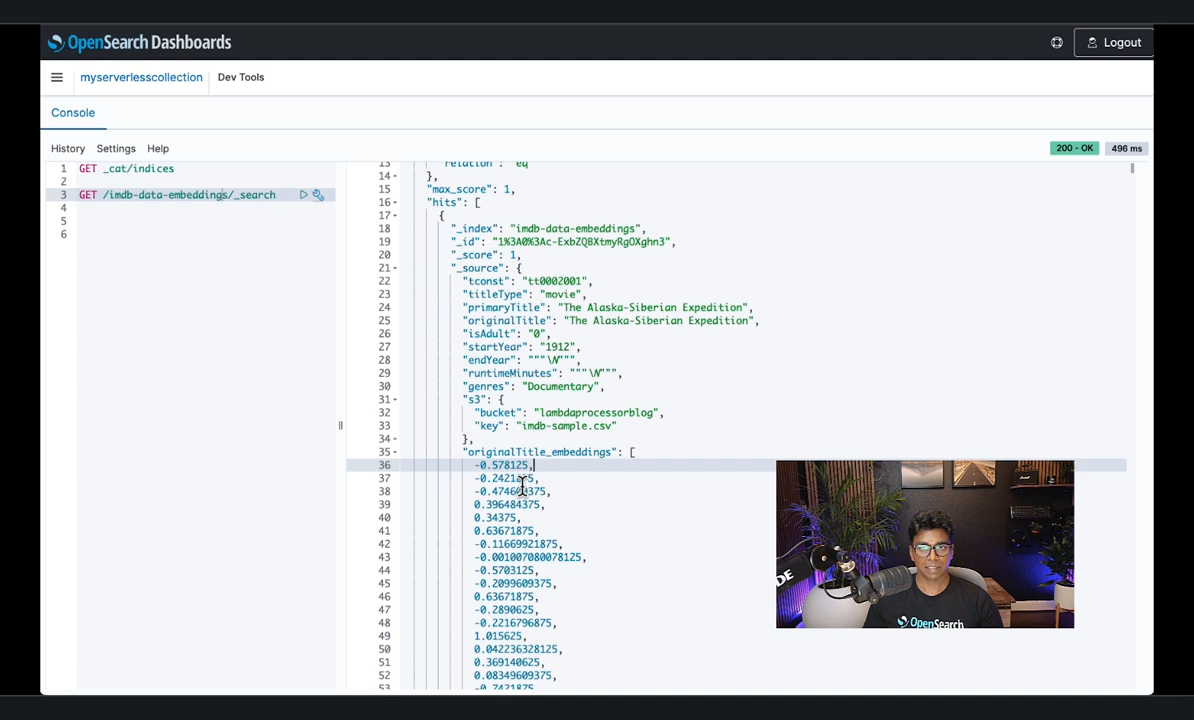 OpenSearch Dashboards
Logout
myserverlesscollection
Dev Tools
Console
History Settings Help
200 - OK
496 ms
1 GET _cat/indices
2
3 GET /imdb-data-embeddings/_search
4
5
6
13 "relation" : "eq"
14 },
15 "max_score": 1,
16 "hits": [
17 {
18 "_index": "imdb-data-embeddings",
19 "_id": "1%3A0%3Ac-ExbZQBXtmyRgOXghn3",
20 "_score": 1,
21 "_source": {
22 "tconst": "tt0002001",
23 "titleType": "movie",
24 "primaryTitle": "The Alaska-Siberian Expedition",
25 "originalTitle": "The Alaska-Siberian Expedition",
26 "isAdult": "0",
27 "startYear": "1912",
28 "endYear": """\N""",
29 "runtimeMinutes": """\N""",
30 "genres": "Documentary",
31 "s3": {
32 "bucket": "lambdaprocessorblog",
33 "key": "imdb-sample.csv"
34 },
35 "originalTitle_embeddings": [
36 -0.578125,
37
38
39 0.396484375,
40 0.34375,
41 0.63671875,
42 -0.11669921875,
43 -0.001007080078125,
44 -0.5703125,
45 -0.2099609375,
46 0.63671875,
47 -0.2890625,
48 -0.2216796875,
49 1.015625,
50 0.042236328125,
51 0.369140625,
52 0.08349609375,
53 -0.7421875,
DE
OpenSearch